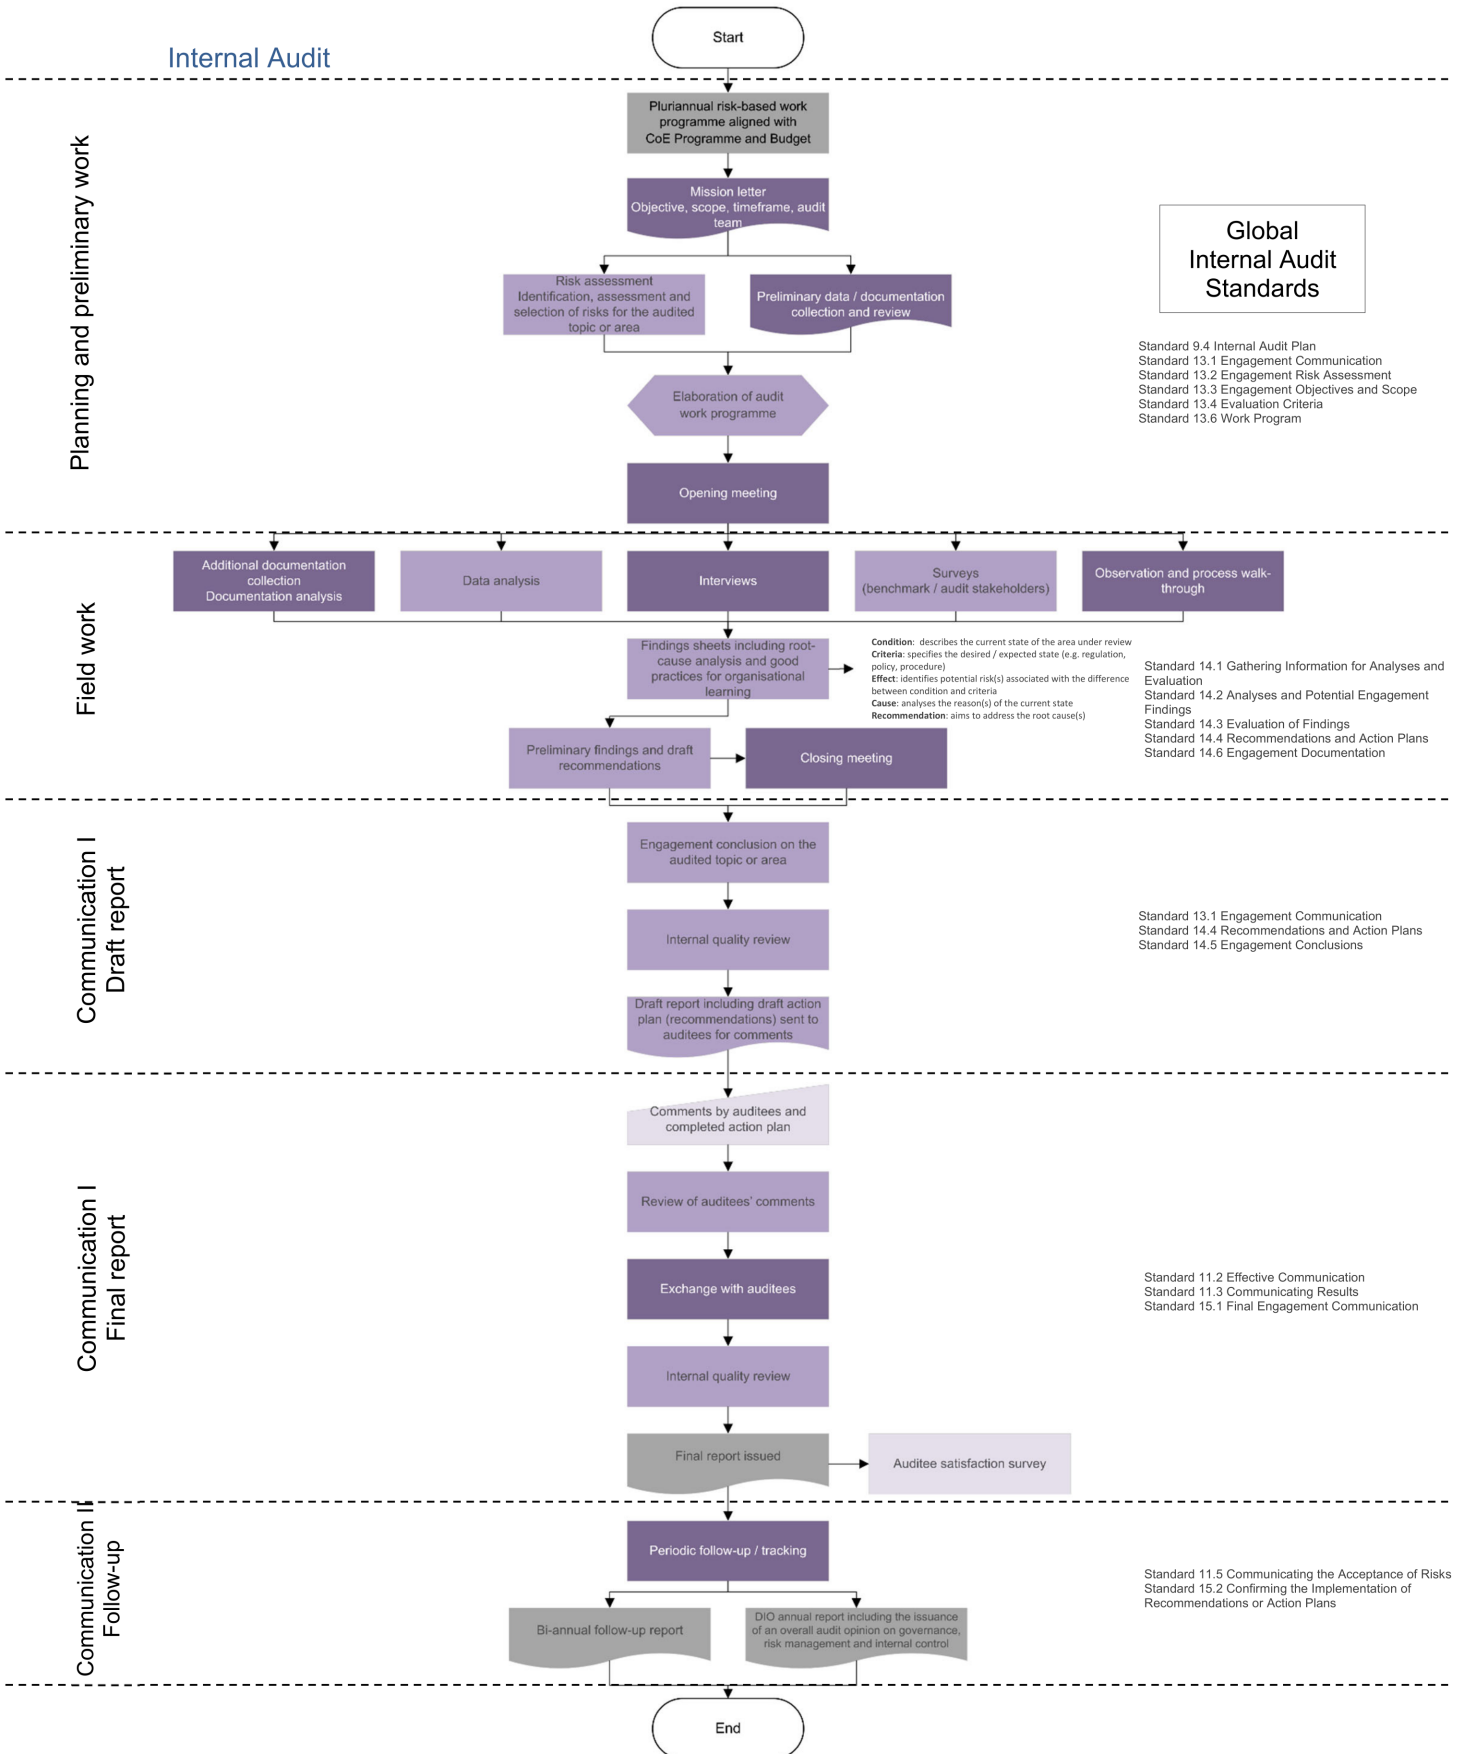 Start
Internal Audit
Planning and preliminary work
Pluriannual risk-based work
programme aligned with
CoE Programme and Budget
Mission letter
Objective, scope, timeframe, audit
team
Risk assessment
Identification, assessment and
selection of risks for the audited
topic or area
Preliminary data / documentation
collection and review
Elaboration of audit
work programme
Opening meeting
Global
Internal Audit
Standards
Standard 9.4 Internal Audit Plan
Standard 13.1 Engagement Communication
Standard 13.2 Engagement Risk Assessment
Standard 13.3 Engagement Objectives and Scope
Standard 13.4 Evaluation Criteria
Standard 13.6 Work Program
Field work
Additional documentation
collection
Documentation analysis
Data analysis
Interviews
Surveys
(benchmark / audit stakeholders)
Observation and process walk-
through
Findings sheets including root-
cause analysis and good
practices for organisational
learning
Condition: describes the current state of the area under review
Criteria: specifies the desired / expected state (e.g. regulation,
policy, procedure)
Effect: identifies potential risk(s) associated with the difference
between condition and criteria
Cause: analyses the reason(s) of the current state
Recommendation: aims to address the root cause(s)
Preliminary findings and draft
recommendations
Closing meeting
Standard 14.1 Gathering Information for Analyses and
Evaluation
Standard 14.2 Analyses and Potential Engagement
Findings
Standard 14.3 Evaluation of Findings
Standard 14.4 Recommendations and Action Plans
Standard 14.6 Engagement Documentation
Communication I
Draft report
Engagement conclusion on the
audited topic or area
Internal quality review
Draft report including draft action
plan (recommendations) sent to
auditees for comments
Standard 13.1 Engagement Communication
Standard 14.4 Recommendations and Action Plans
Standard 14.5 Engagement Conclusions
Communication I
Final report
Comments by auditees and
completed action plan
Review of auditees' comments
Exchange with auditees
Internal quality review
Final report issued
Auditee satisfaction survey
Standard 11.2 Effective Communication
Standard 11.3 Communicating Results
Standard 15.1 Final Engagement Communication
Communication II
Follow-up
Periodic follow-up / tracking
Bi-annual follow-up report
DIO annual report including the issuance
of an overall audit opinion on governance,
risk management and internal control
Standard 11.5 Communicating the Acceptance of Risks
Standard 15.2 Confirming the Implementation of
Recommendations or Action Plans
End